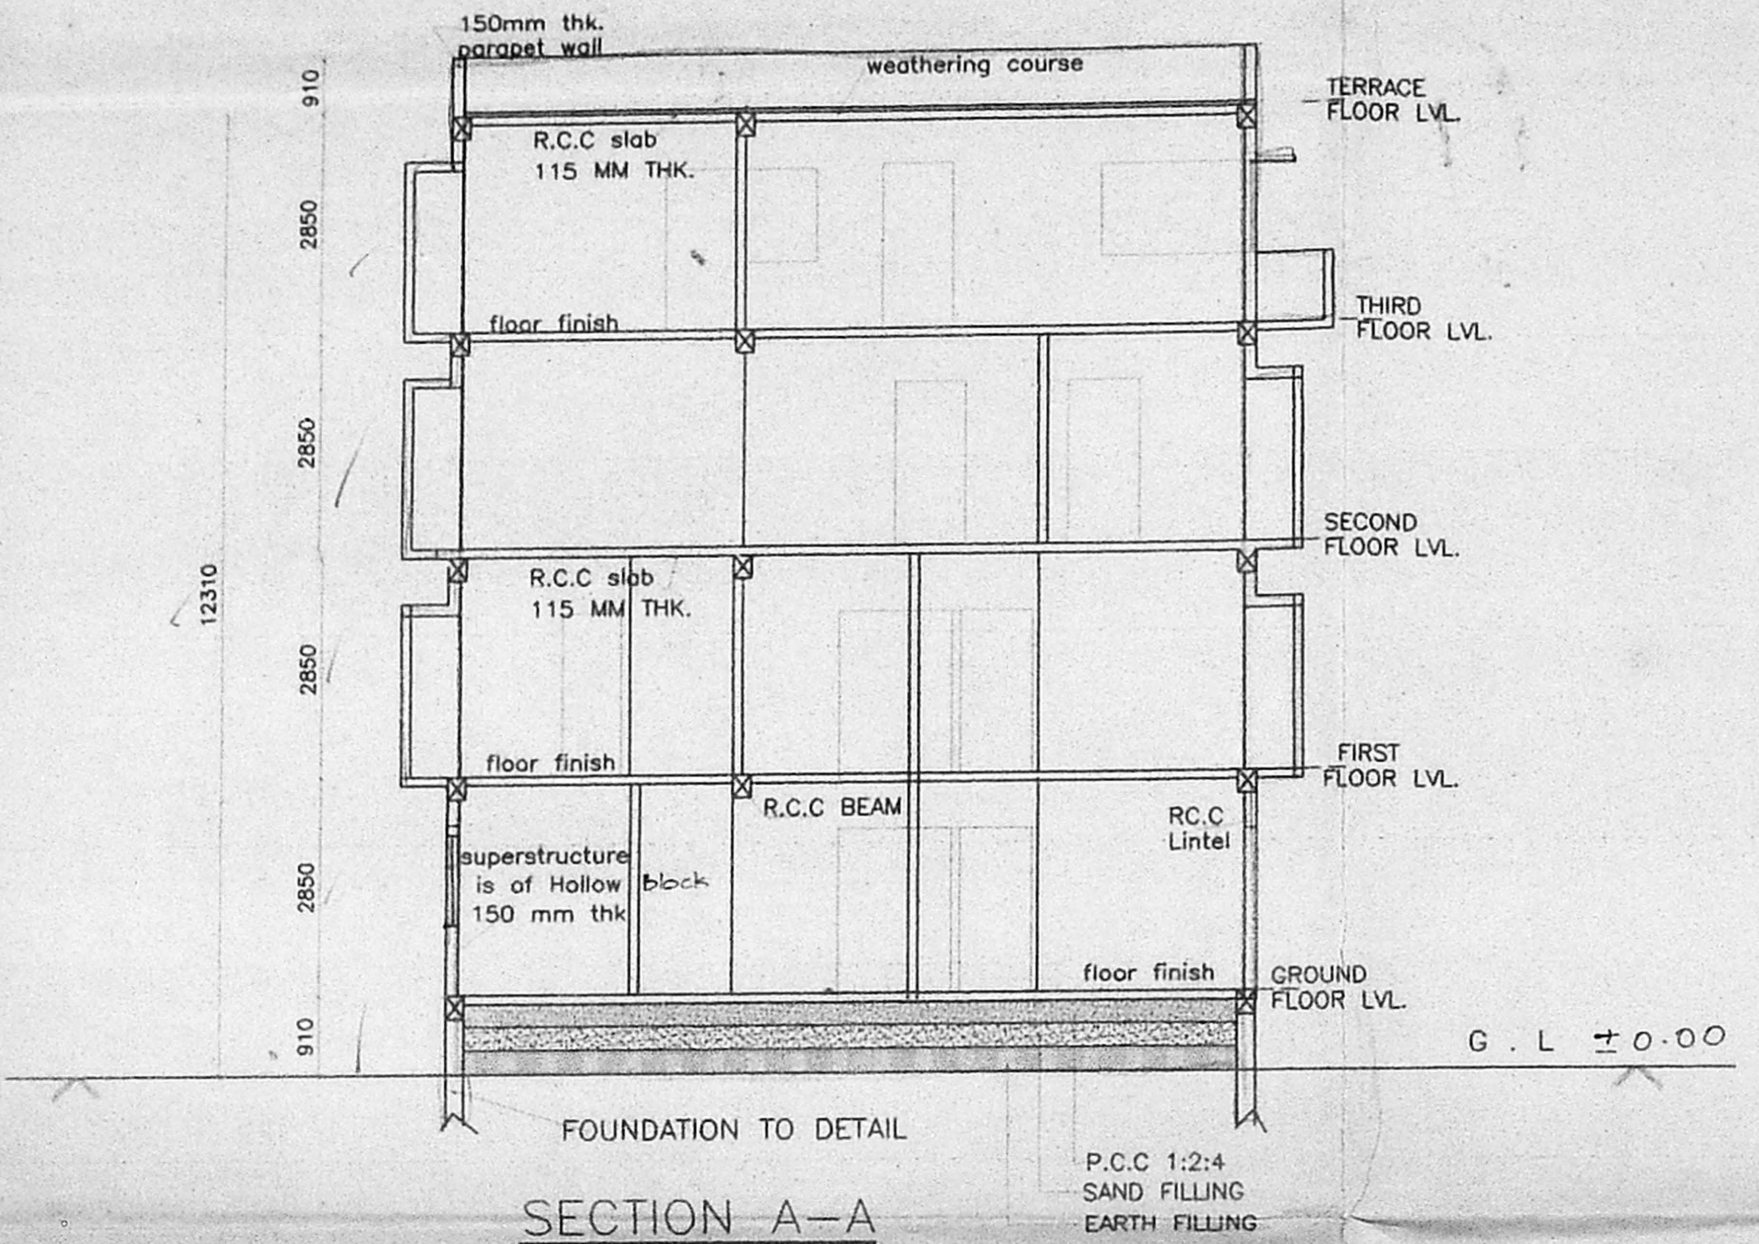 150mm thk.
parapet wall
weathering course
910
TERRACE
FLOOR LVL.
R.C.C slab
115 MM THK.
2850
floor finish
THIRD
FLOOR LVL.
2850
SECOND
FLOOR LVL.
R.C.C slab
115 MM THK.
12310
2850
floor finish
FIRST
FLOOR LVL.
R.C.C BEAM
RC.C
Lintel
superstructure
is of Hollow block
150 mm thk
2850
floor finish
GROUND
FLOOR LVL.
910
G . L ±0.00
FOUNDATION TO DETAIL
P.C.C 1:2:4
SAND FILLING
EARTH FILLING
SECTION A-A